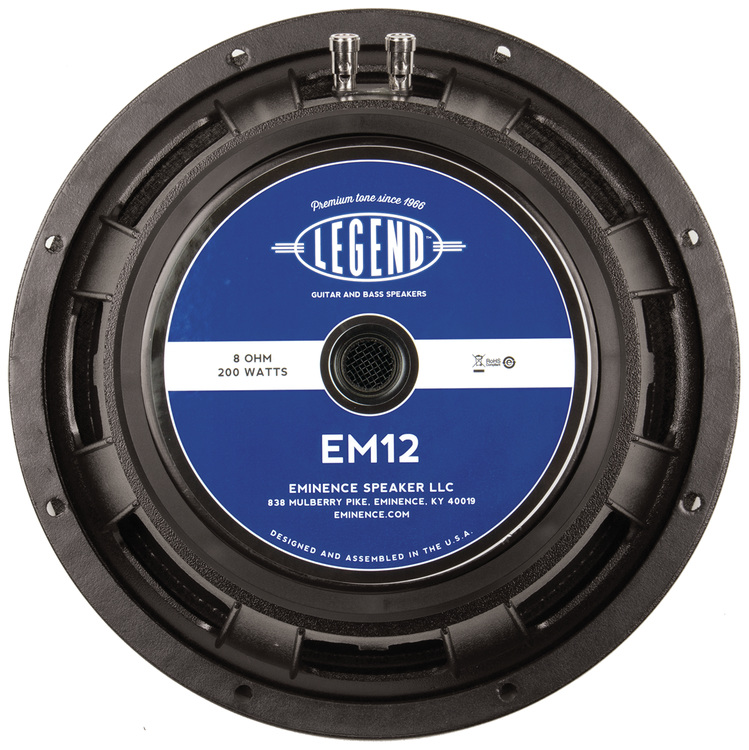 Premium tone since 1966
LEGEND™
GUITAR AND BASS SPEAKERS
8 OHM
200 WATTS
RoHS
Compliant
e
EM12
EMINENCE SPEAKER LLC
838 MULBERRY PIKE, EMINENCE, KY 40019
EMINENCE.COM
DESIGNED AND ASSEMBLED IN THE U.S.A.